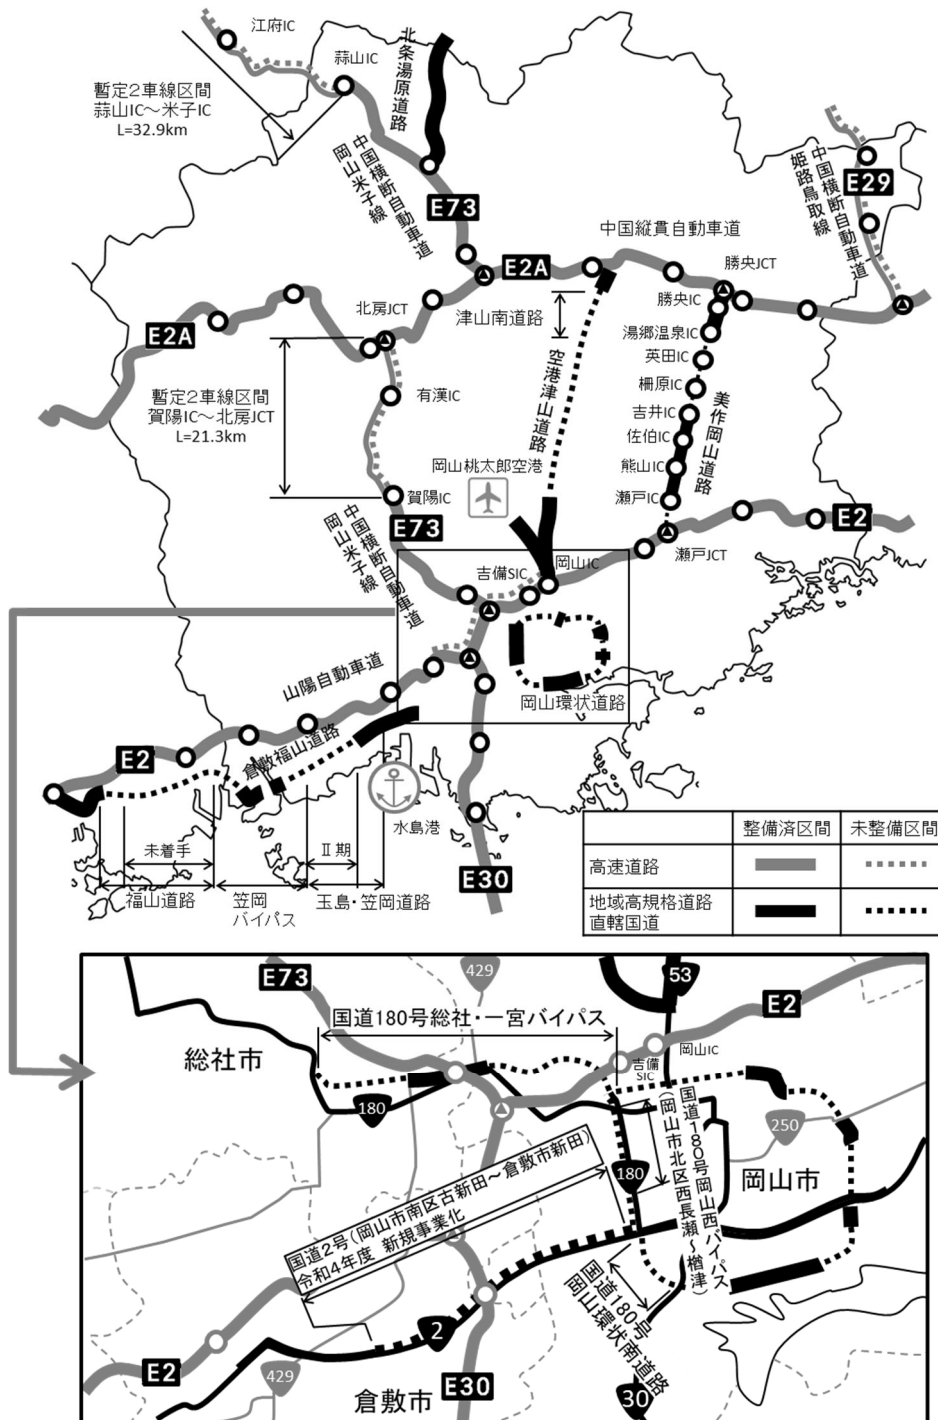 江府IC
蒜山IC
北条湯原道路
暫定2車線区間
蒜山IC～米子IC
L=32.9km
中国横断自動車道
岡山米子線
E73
中国横断自動車道
姫路鳥取線
E29
中国縦貫自動車道
E2A
勝央JCT
北房JCT
津山南道路
勝央IC
湯郷温泉IC
英田IC
柵原IC
吉井IC
佐伯IC
熊山IC
瀬戸IC
美作岡山道路
空港津山道路
E2A
暫定2車線区間
賀陽IC～北房JCT
L=21.3km
有漢IC
岡山桃太郎空港
賀陽IC
E73
E2
中国横断自動車道
岡山米子線
吉備SIC
岡山IC
瀬戸JCT
山陽自動車道
岡山環状道路
倉敷福山道路
E2
水島港
未着手
Ⅱ期
福山道路
笠岡
バイパス
玉島・笠岡道路
E30
整備済区間
未整備区間
高速道路
地域高規格道路
直轄国道
E73
429
53
E2
国道180号総社・一宮バイパス
総社市
吉備
SIC
岡山IC
180
250
国道180号岡山西バイパス
(岡山市北区西長瀬～楢津)
180
岡山市
国道2号(岡山市南区古新田～倉敷市新田)
令和4年度 新規事業化
国道180号
岡山環状南道路
2
E2
429
倉敷市
E30
30